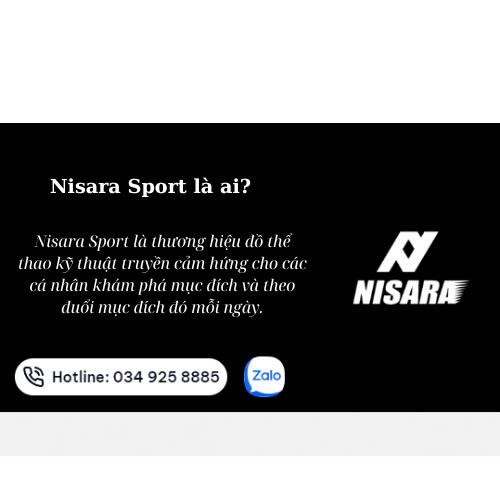 Nisara Sport là ai?
Nisara Sport là thương hiệu đồ thể
thao kỹ thuật truyền cảm hứng cho các
cá nhân khám phá mục đích và theo
đuổi mục đích đó mỗi ngày.
NISARA
Hotline: 034 925 8885
Zalo